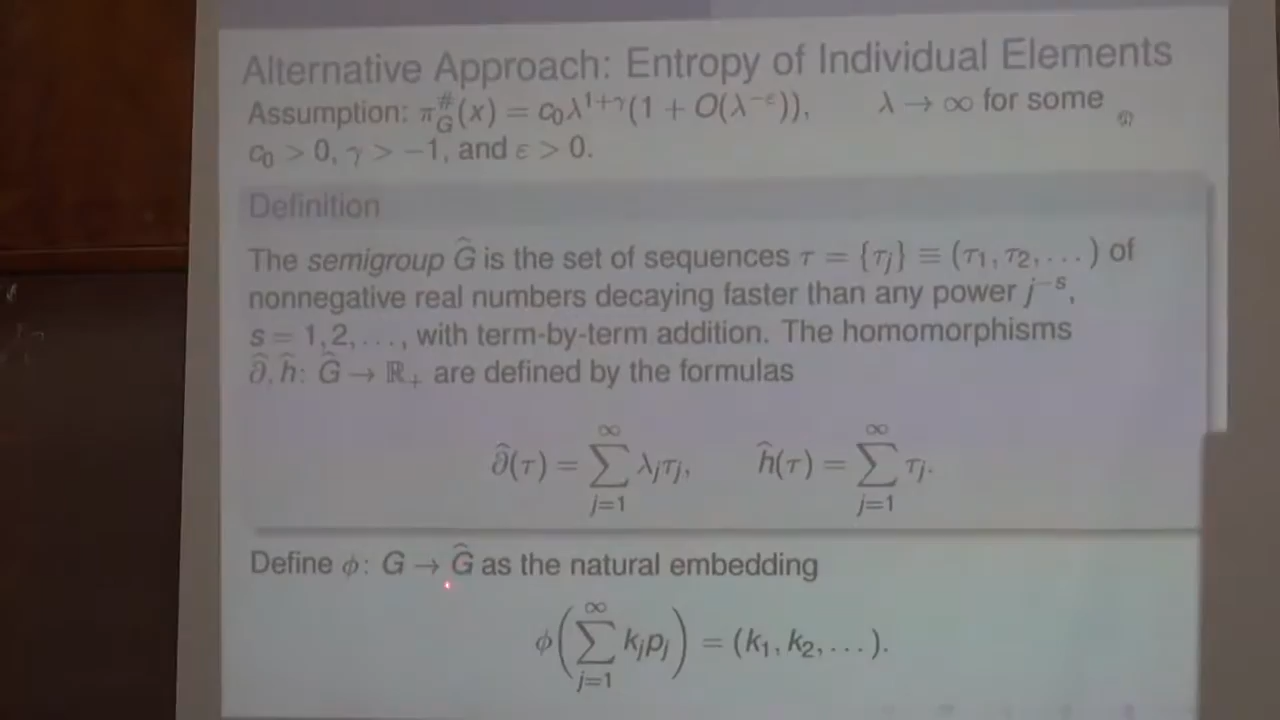 Alternative Approach: Entropy of Individual Elements
Assumption: π_G^#(x) = c₀λ^{1+γ}(1 + O(λ^{−ε})), λ → ∞ for some
c₀ > 0, γ > −1, and ε > 0.
Definition
The semigroup Ĝ is the set of sequences τ = {τⱼ} ≡ (τ₁, τ₂, . . . ) of
nonnegative real numbers decaying faster than any power j^{−s},
s = 1, 2, . . . , with term-by-term addition. The homomorphisms
∂̂, ĥ: Ĝ → ℝ₊ are defined by the formulas
∂̂(τ) = ∑_{j=1}^{∞} λⱼτⱼ, ĥ(τ) = ∑_{j=1}^{∞} τⱼ.
Define ϕ: G → Ĝ as the natural embedding
ϕ(∑_{j=1}^{∞} kⱼpⱼ) = (k₁, k₂, . . . ).